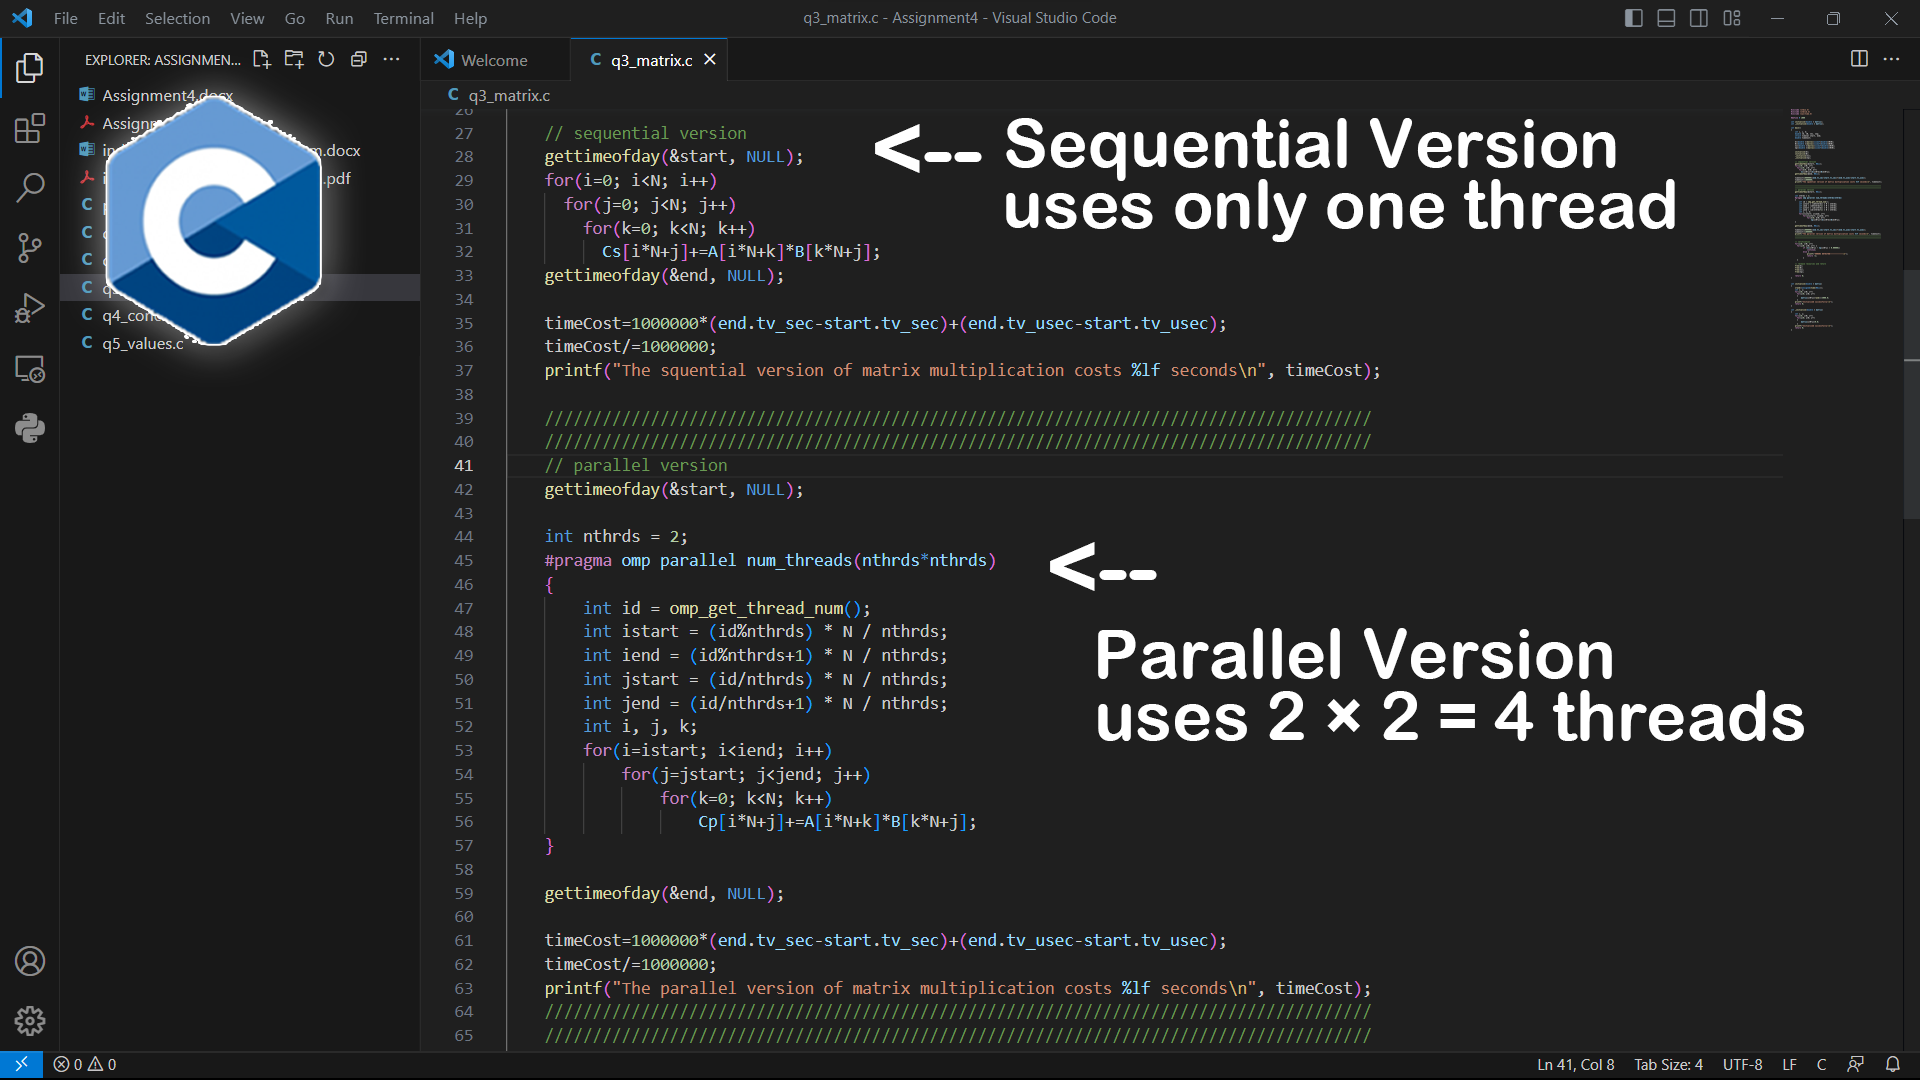 File Edit Selection View Go Run Terminal Help
q3_matrix.c - Assignment4 - Visual Studio Code
EXPLORER: ASSIGNMEN...
Assignment4.docx
Assign
m.docx
.pdf
q4_con
q5_values.c
Welcome
C q3_matrix.c
C q3_matrix.c
26
27 // sequential version
28 gettimeofday(&start, NULL);
29 for(i=0; i<N; i++)
30 for(j=0; j<N; j++)
31 for(k=0; k<N; k++)
32 Cs[i*N+j]+=A[i*N+k]*B[k*N+j];
33 gettimeofday(&end, NULL);
34
35 timeCost=1000000*(end.tv_sec-start.tv_sec)+(end.tv_usec-start.tv_usec);
36 timeCost/=1000000;
37 printf("The squential version of matrix multiplication costs %lf seconds\n", timeCost);
38
39 //////////////////////////////////////////////////////////////////////////////////////
40 //////////////////////////////////////////////////////////////////////////////////////
41 // parallel version
42 gettimeofday(&start, NULL);
43
44 int nthrds = 2;
45 #pragma omp parallel num_threads(nthrds*nthrds)
46 {
47 int id = omp_get_thread_num();
48 int istart = (id%nthrds) * N / nthrds;
49 int iend = (id%nthrds+1) * N / nthrds;
50 int jstart = (id/nthrds) * N / nthrds;
51 int jend = (id/nthrds+1) * N / nthrds;
52 int i, j, k;
53 for(i=istart; i<iend; i++)
54 for(j=jstart; j<jend; j++)
55 for(k=0; k<N; k++)
56 Cp[i*N+j]+=A[i*N+k]*B[k*N+j];
57 }
58
59 gettimeofday(&end, NULL);
60
61 timeCost=1000000*(end.tv_sec-start.tv_sec)+(end.tv_usec-start.tv_usec);
62 timeCost/=1000000;
63 printf("The parallel version of matrix multiplication costs %lf seconds\n", timeCost);
64 //////////////////////////////////////////////////////////////////////////////////////
65 //////////////////////////////////////////////////////////////////////////////////////
<-- Sequential Version
uses only one thread
<--
Parallel Version
uses 2 × 2 = 4 threads
0 0
Ln 41, Col 8 Tab Size: 4 UTF-8 LF C